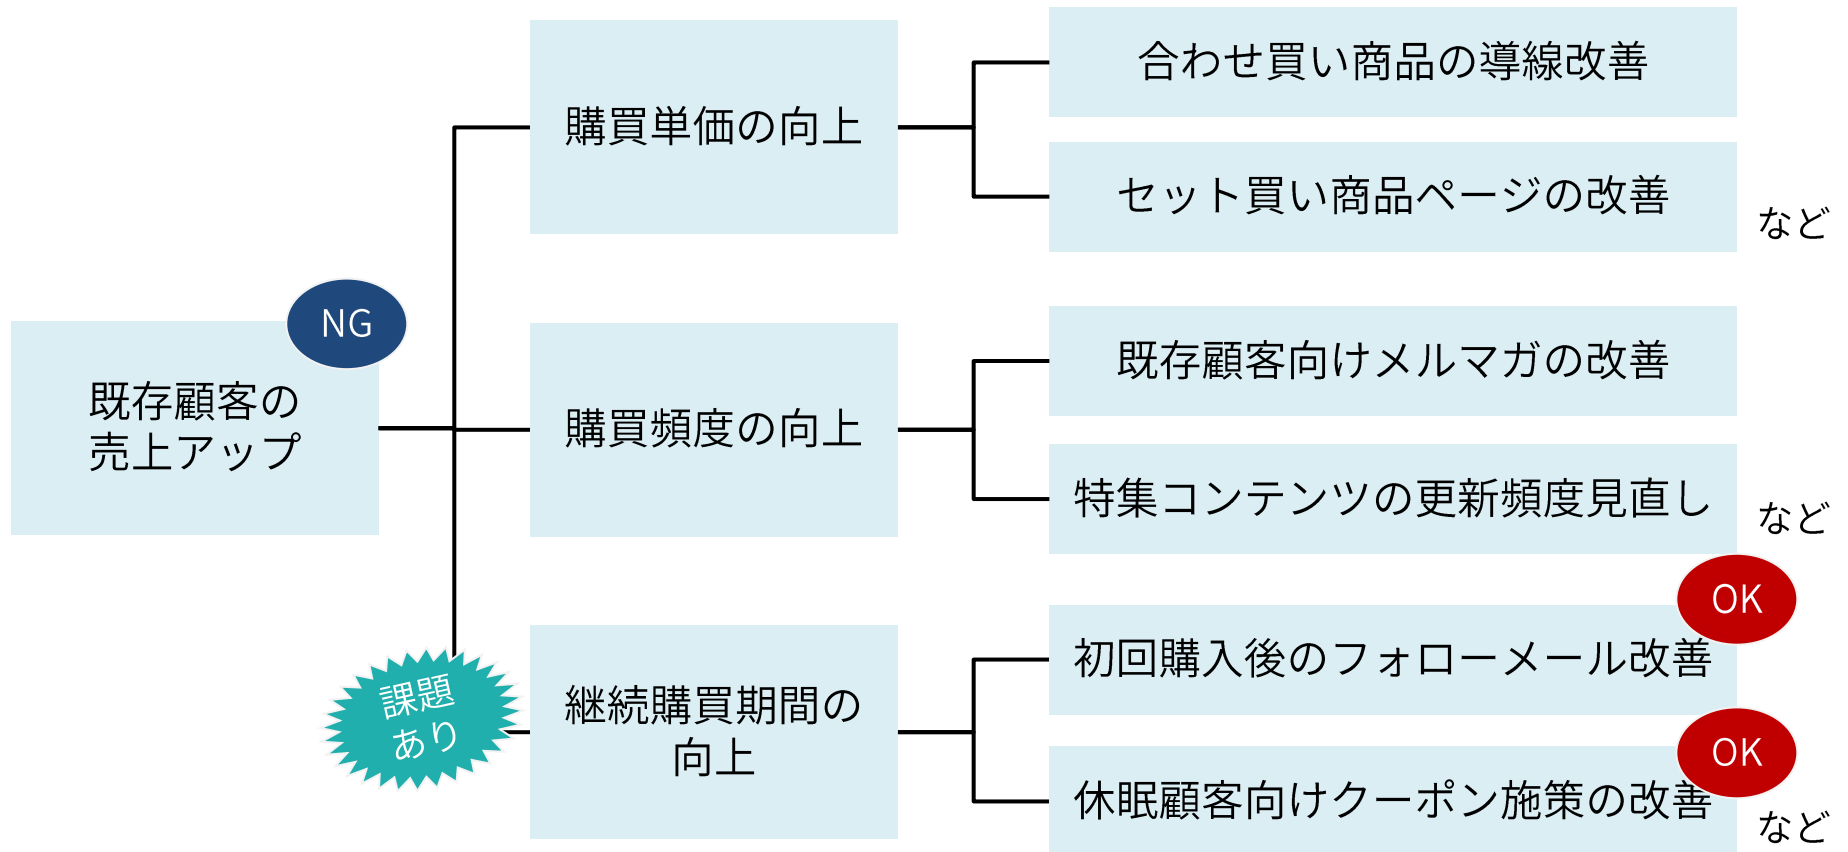 合わせ買い商品の導線改善
購買単価の向上
セット買い商品ページの改善
など
NG
既存顧客の
売上アップ
既存顧客向けメルマガの改善
購買頻度の向上
特集コンテンツの更新頻度見直し
など
OK
初回購入後のフォローメール改善
課題
あり
継続購買期間の
向上
OK
休眠顧客向けクーポン施策の改善
など